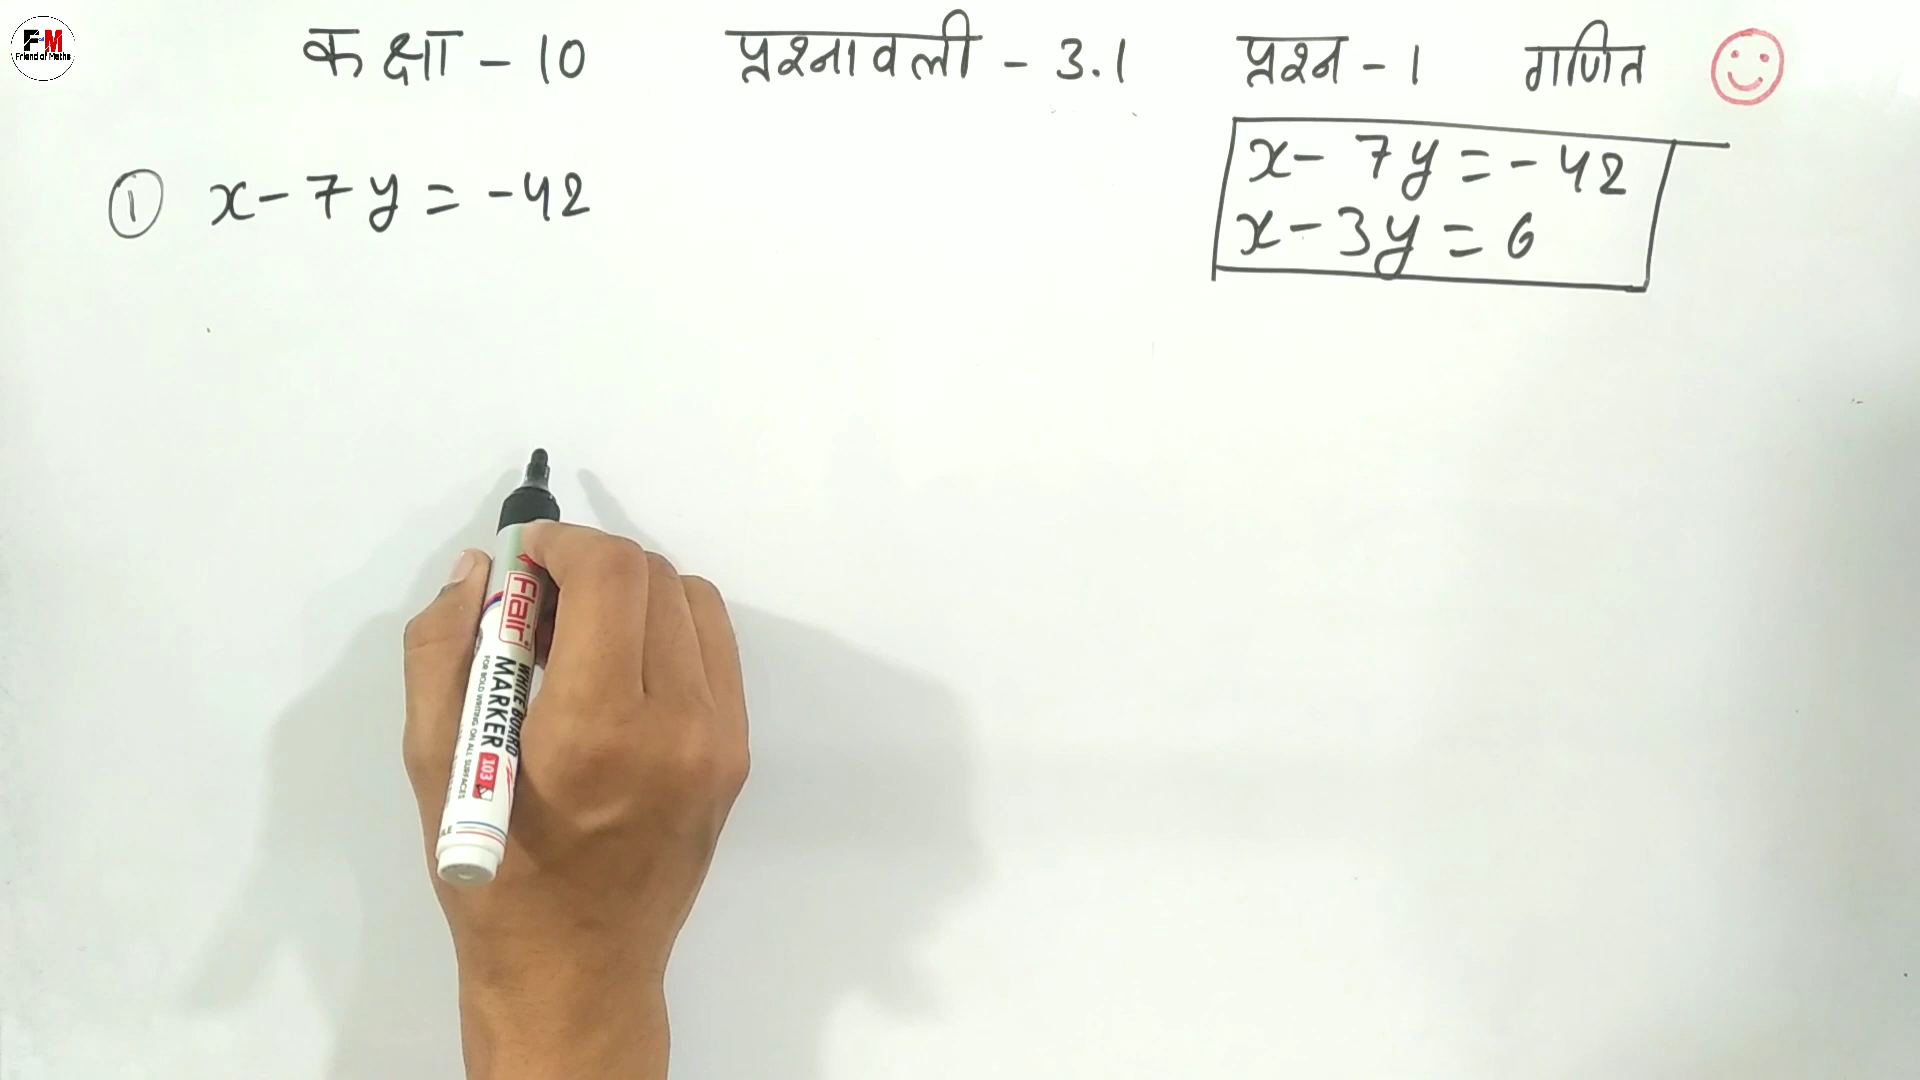 FM
Friend of Maths
कक्षा - 10 प्रश्नावली - 3.1 प्रश्न - 1 गणित
x - 7y = -42
x - 3y = 6
① x - 7y = -42
Flair
WHITE BOARD
MARKER 103
FOR BOLD WRITING ON ALL SURFACES